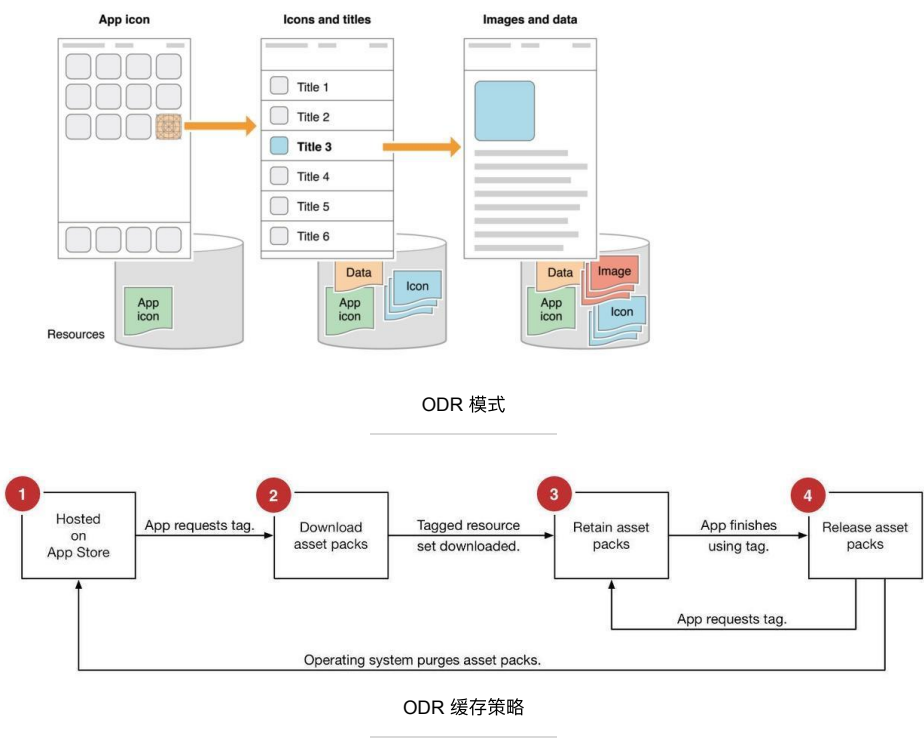 App icon
Icons and titles
Images and data
Title 1
Title 2
Title 3
Title 4
Title 5
Title 6
Resources
App
icon
Data
App
icon
Icon
Data
App
icon
Image
Icon
ODR 模式
1
Hosted
on
App Store
App requests tag.
2
Download
asset packs
Tagged resource
set downloaded.
3
Retain asset
packs
App finishes
using tag.
4
Release asset
packs
App requests tag.
Operating system purges asset packs.
ODR 缓存策略